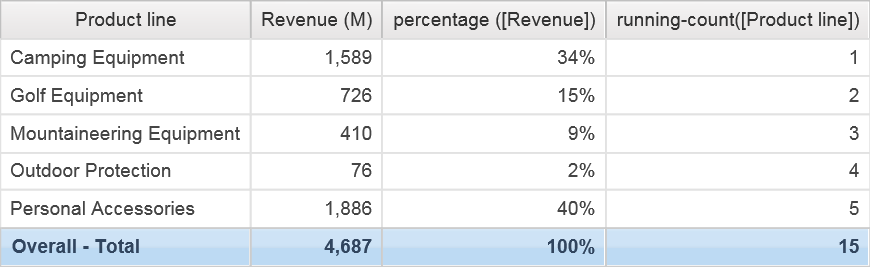 Product line Revenue (M) percentage ([Revenue]) running-count([Product line])
Camping Equipment 1,589 34% 1
Golf Equipment 726 15% 2
Mountaineering Equipment 410 9% 3
Outdoor Protection 76 2% 4
Personal Accessories 1,886 40% 5
Overall - Total 4,687 100% 15